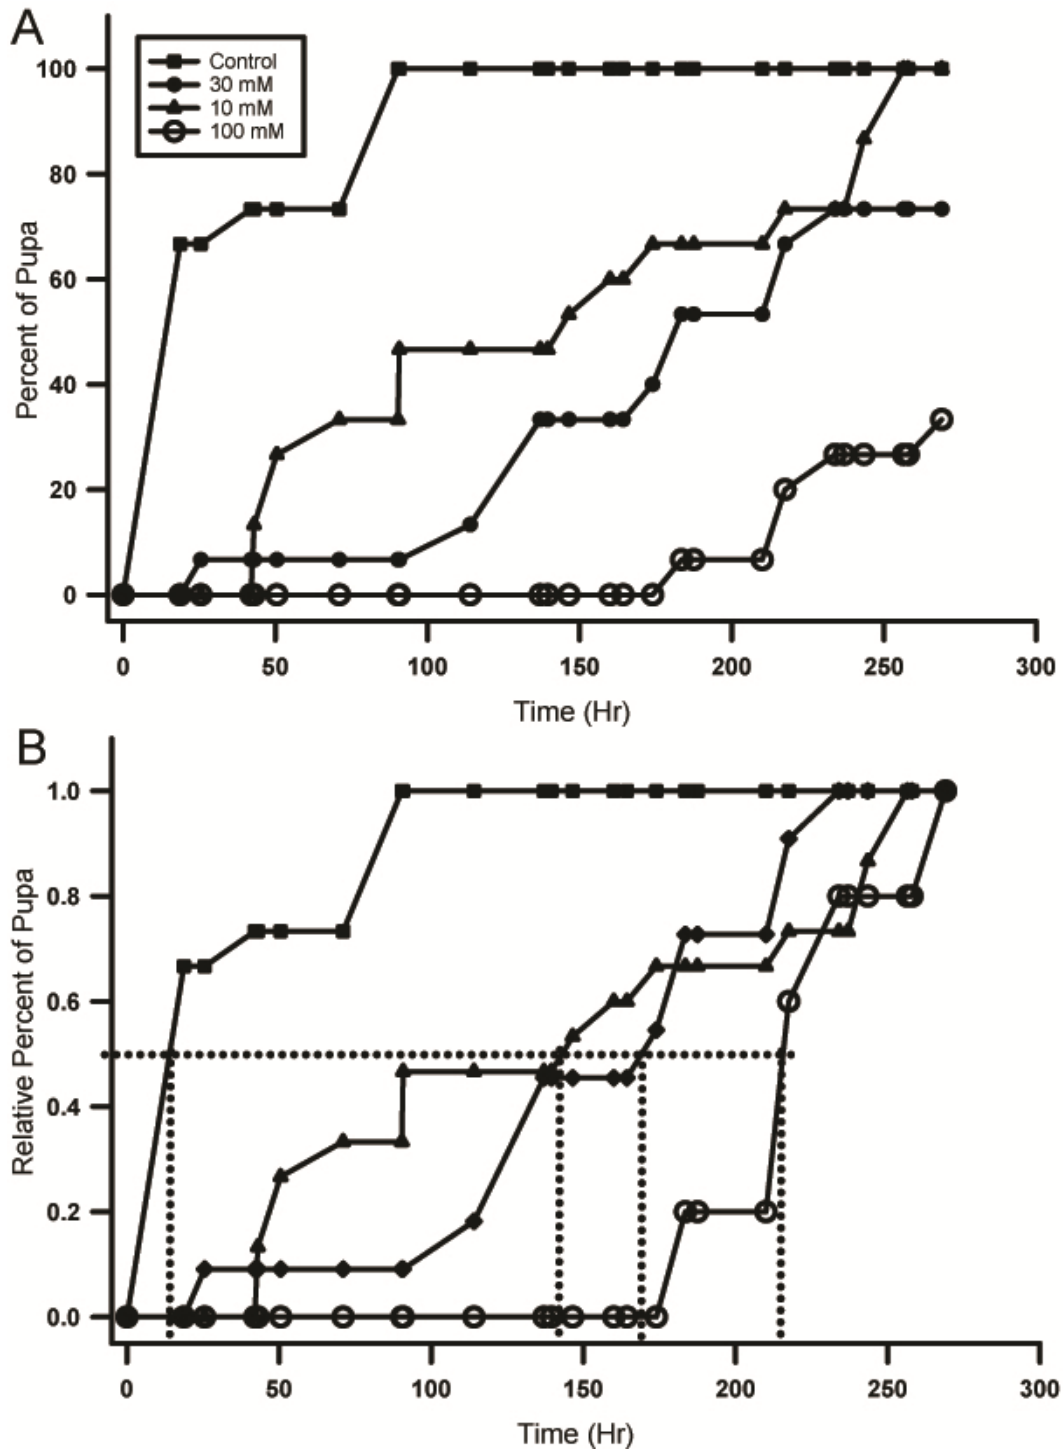 A
Control
30 mM
10 mM
100 mM
100
80
60
40
20
0
Percent of Pupa
0 50 100 150 200 250 300
Time (Hr)
B
1.0
0.8
0.6
0.4
0.2
0.0
Relative Percent of Pupa
0 50 100 150 200 250 300
Time (Hr)